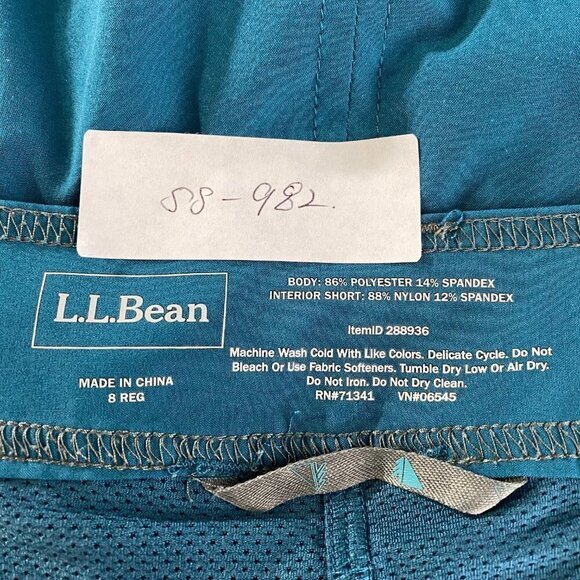 58-982.
L.L.Bean
MADE IN CHINA
8 REG
BODY: 86% POLYESTER 14% SPANDEX
INTERIOR SHORT: 88% NYLON 12% SPANDEX
ItemID 288936
Machine Wash Cold With Like Colors. Delicate Cycle. Do Not
Bleach Or Use Fabric Softeners. Tumble Dry Low Or Air Dry.
Do Not Iron. Do Not Dry Clean.
RN#71341 VN#06545